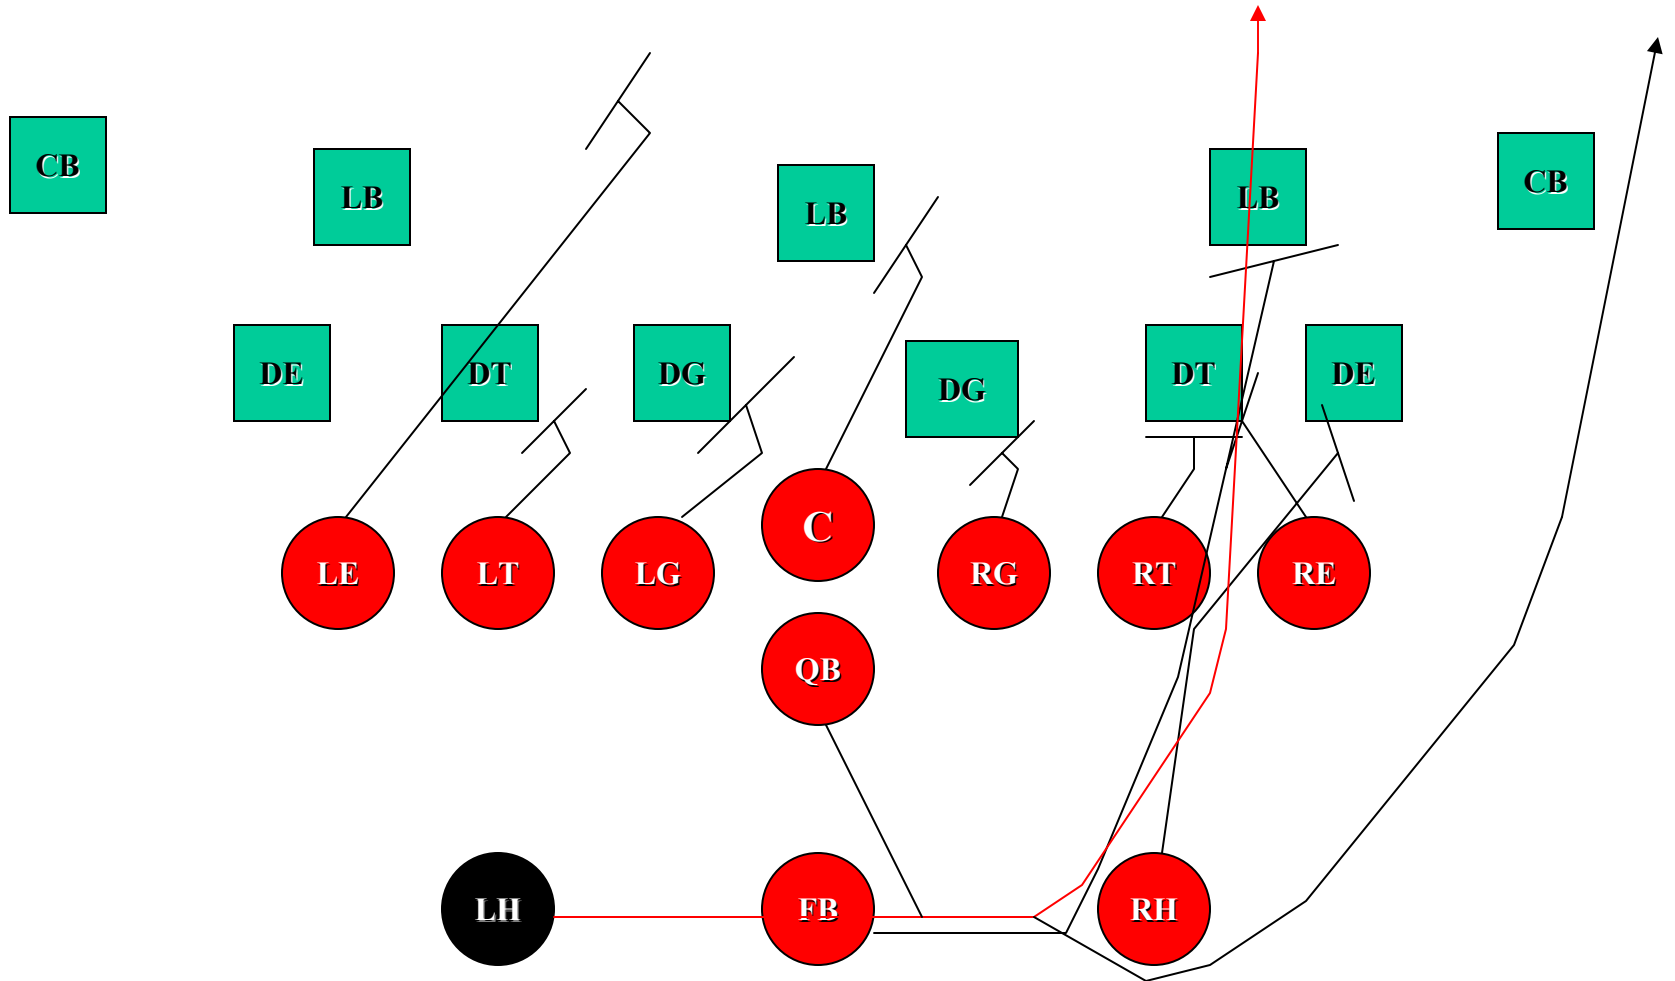 CB
LB
LB
LB
CB
DE
DT
DG
DG
DT
DE
LE
LT
LG
C
RG
RT
RE
QB
LH
FB
RH